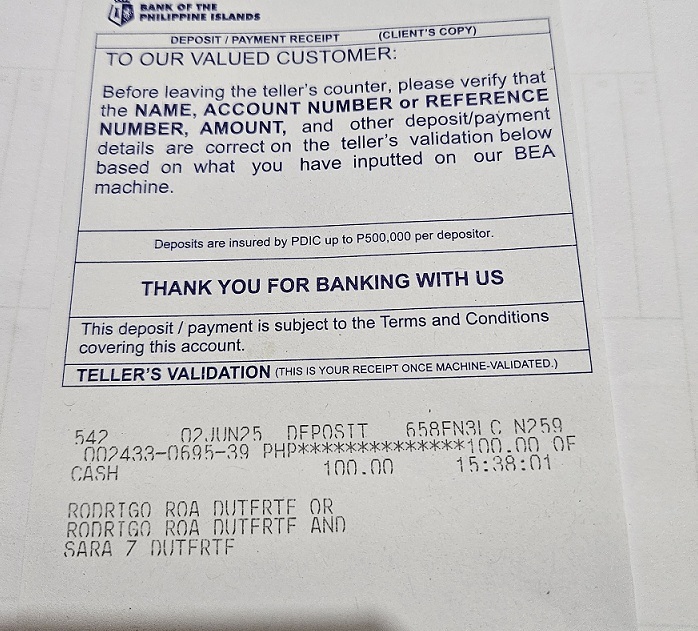 BANK OF THE
PHILIPPINE ISLANDS
DEPOSIT / PAYMENT RECEIPT (CLIENT'S COPY)
TO OUR VALUED CUSTOMER:
Before leaving the teller's counter, please verify that
the NAME, ACCOUNT NUMBER or REFERENCE
NUMBER, AMOUNT, and other deposit/payment
details are correct on the teller's validation below
based on what you have inputted on our BEA
machine.
Deposits are insured by PDIC up to P500,000 per depositor.
THANK YOU FOR BANKING WITH US
This deposit / payment is subject to the Terms and Conditions
covering this account.
TELLER'S VALIDATION (THIS IS YOUR RECEIPT ONCE MACHINE-VALIDATED.)
542 02JUN25 DEPOSIT 658FN3LC N259
002433-0695-39 PHP**************100.00 OF
CASH 100.00 15:38:01
RODRIGO ROA DUTERTE OR
RODRIGO ROA DUTERTE AND
SARA Z DUTERTE